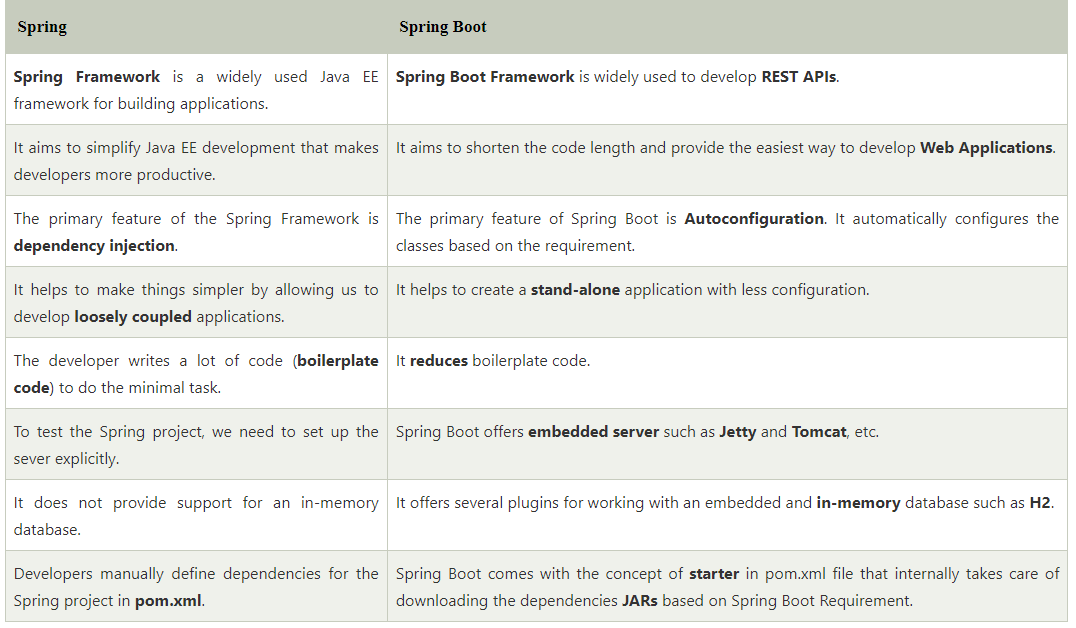 Spring
Spring Boot
Spring Framework is a widely used Java EE
framework for building applications.
Spring Boot Framework is widely used to develop REST APIs.
It aims to simplify Java EE development that makes
developers more productive.
It aims to shorten the code length and provide the easiest way to develop Web Applications.
The primary feature of the Spring Framework is
dependency injection.
The primary feature of Spring Boot is Autoconfiguration. It automatically configures the
classes based on the requirement.
It helps to make things simpler by allowing us to
develop loosely coupled applications.
It helps to create a stand-alone application with less configuration.
The developer writes a lot of code (boilerplate
code) to do the minimal task.
It reduces boilerplate code.
To test the Spring project, we need to set up the
sever explicitly.
Spring Boot offers embedded server such as Jetty and Tomcat, etc.
It does not provide support for an in-memory
database.
It offers several plugins for working with an embedded and in-memory database such as H2.
Developers manually define dependencies for the
Spring project in pom.xml.
Spring Boot comes with the concept of starter in pom.xml file that internally takes care of
downloading the dependencies JARs based on Spring Boot Requirement.